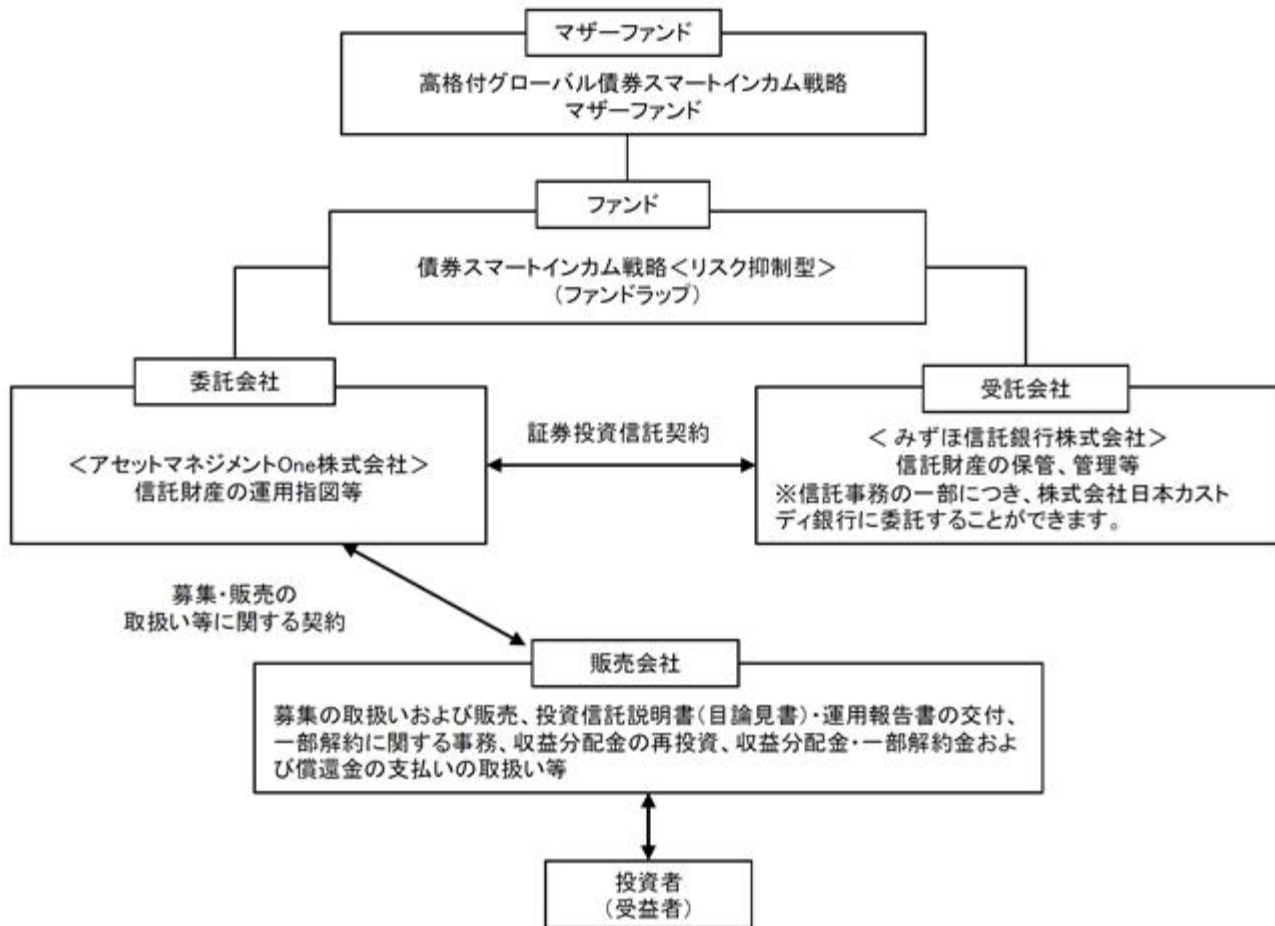 マザーファンド
高格付グローバル債券スマートインカム戦略
マザーファンド
ファンド
債券スマートインカム戦略＜リスク抑制型＞
（ファンドラップ）
委託会社
＜アセットマネジメントOne株式会社＞
信託財産の運用指図等
証券投資信託契約
受託会社
＜ みずほ信託銀行株式会社＞
信託財産の保管、管理等
※信託事務の一部につき、株式会社日本カスト
ディ銀行に委託することができます。
募集・販売の
取扱い等に関する契約
販売会社
募集の取扱いおよび販売、投資信託説明書（目論見書）・運用報告書の交付、
一部解約に関する事務、収益分配金の再投資、収益分配金・一部解約金およ
び償還金の支払いの取扱い等
投資者
（受益者）